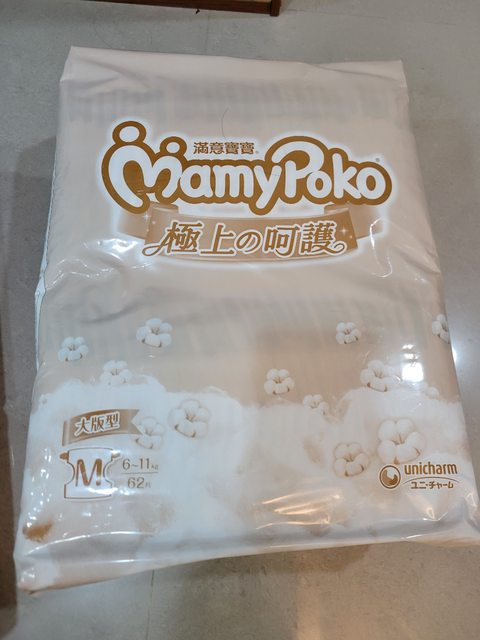 滿意寶寶®
MamyPoko®
極上の呵護
大版型
M
6~11kg
62片
unicharm
ユニ・チャーム